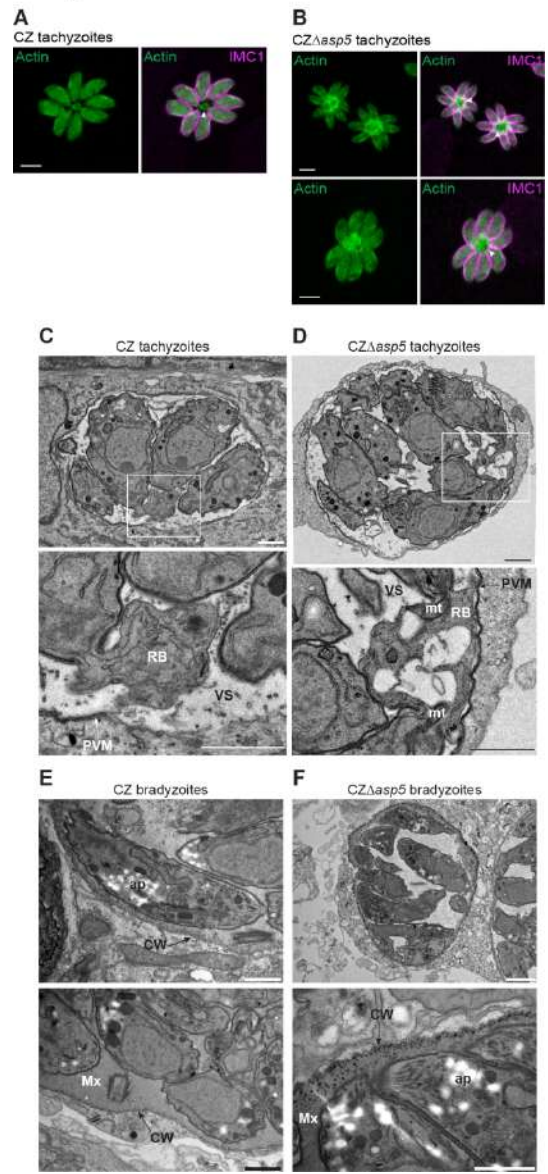 A
CZ tachyzoites
Actin
Actin
IMC1
B
CZΔasp5 tachyzoites
Actin
Actin
IMC1
Actin
Actin
IMC1
C
CZ tachyzoites
RB
VS
PVM
D
CZΔasp5 tachyzoites
PVM
VS
mt
RB
mt
E
CZ bradyzoites
ap
CW
Mx
CW
F
CZΔasp5 bradyzoites
CW
ap
Mx